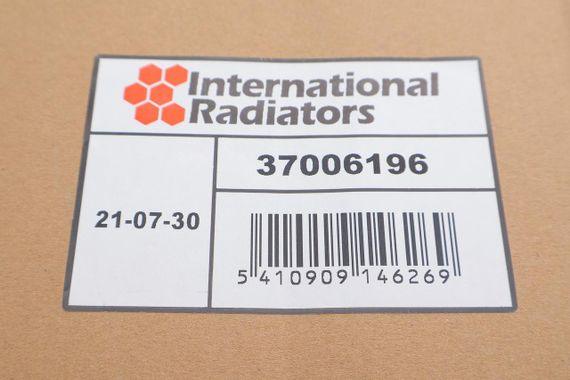 International
Radiators
37006196
21-07-30
5 410909 146269